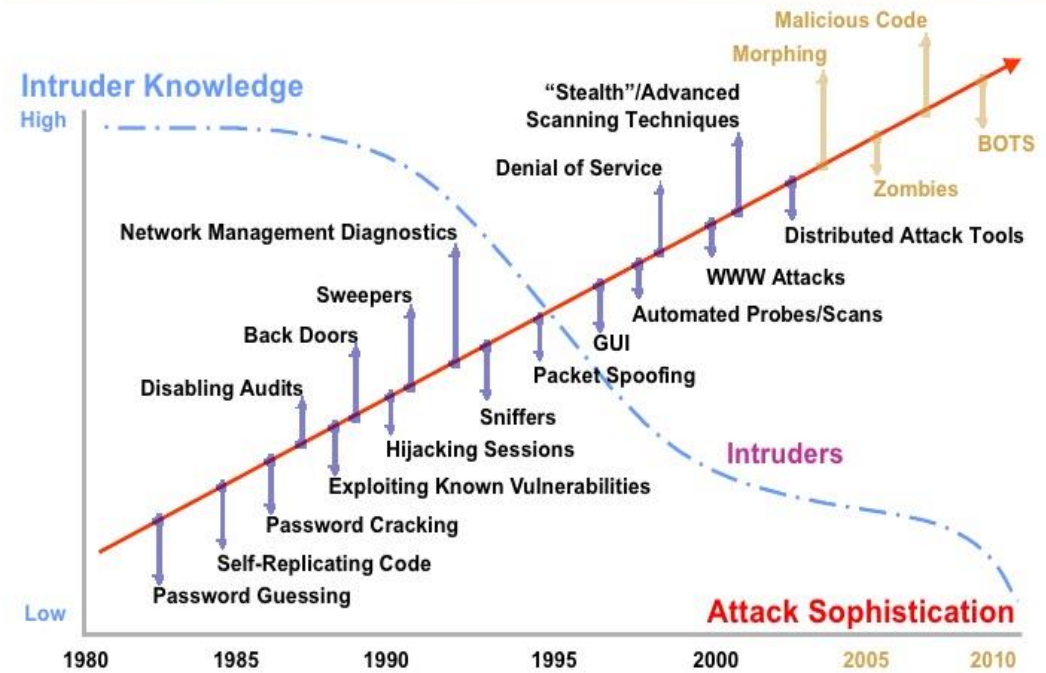 Malicious Code
Morphing
Intruder Knowledge
High
“Stealth”/Advanced
Scanning Techniques
BOTS
Denial of Service
Zombies
Network Management Diagnostics
Distributed Attack Tools
WWW Attacks
Sweepers
Automated Probes/Scans
Back Doors
GUI
Packet Spoofing
Disabling Audits
Sniffers
Hijacking Sessions
Intruders
Exploiting Known Vulnerabilities
Password Cracking
Self-Replicating Code
Password Guessing
Low
Attack Sophistication
1980 1985 1990 1995 2000 2005 2010